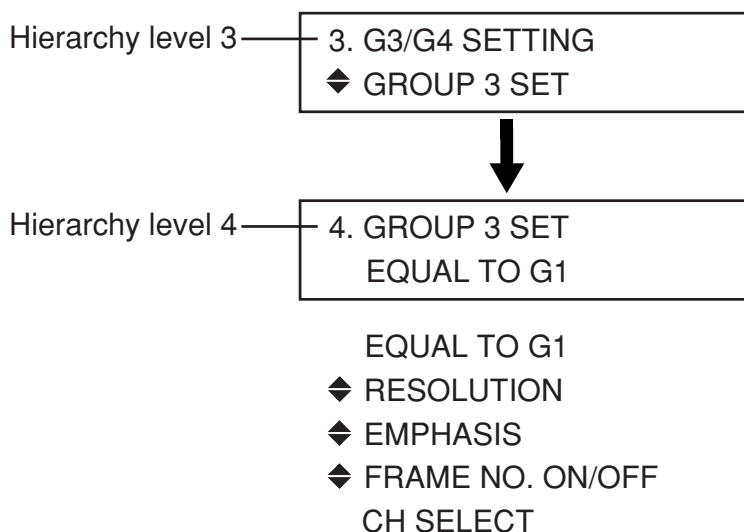 Hierarchy level 3
3. G3/G4 SETTING
GROUP 3 SET
Hierarchy level 4
4. GROUP 3 SET
EQUAL TO G1
EQUAL TO G1
RESOLUTION
EMPHASIS
FRAME NO. ON/OFF
CH SELECT